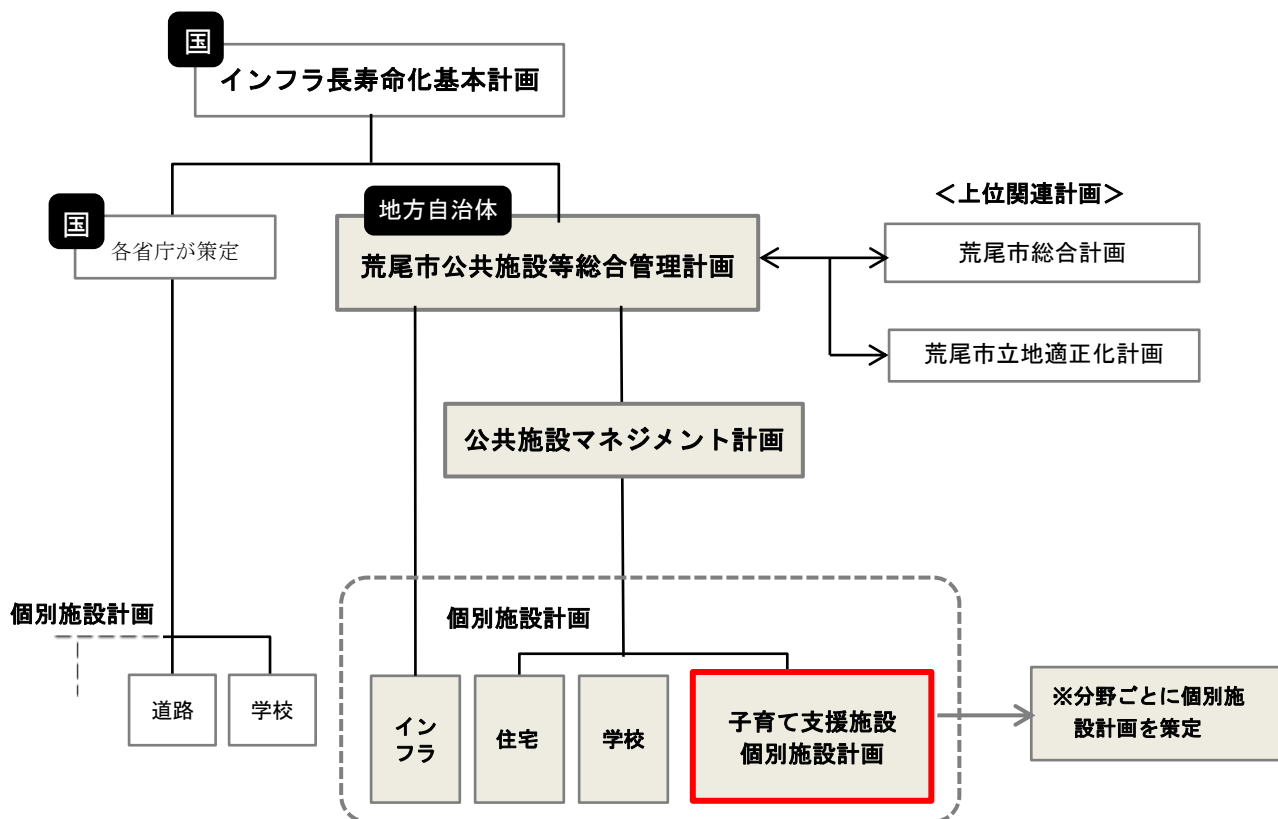 国
インフラ長寿命化基本計画
国
各省庁が策定
地方自治体
荒尾市公共施設等総合管理計画
＜上位関連計画＞
荒尾市総合計画
荒尾市立地適正化計画
公共施設マネジメント計画
個別施設計画
道路
学校
個別施設計画
イン
フラ
住宅
学校
子育て支援施設
個別施設計画
※分野ごとに個別施
設計画を策定